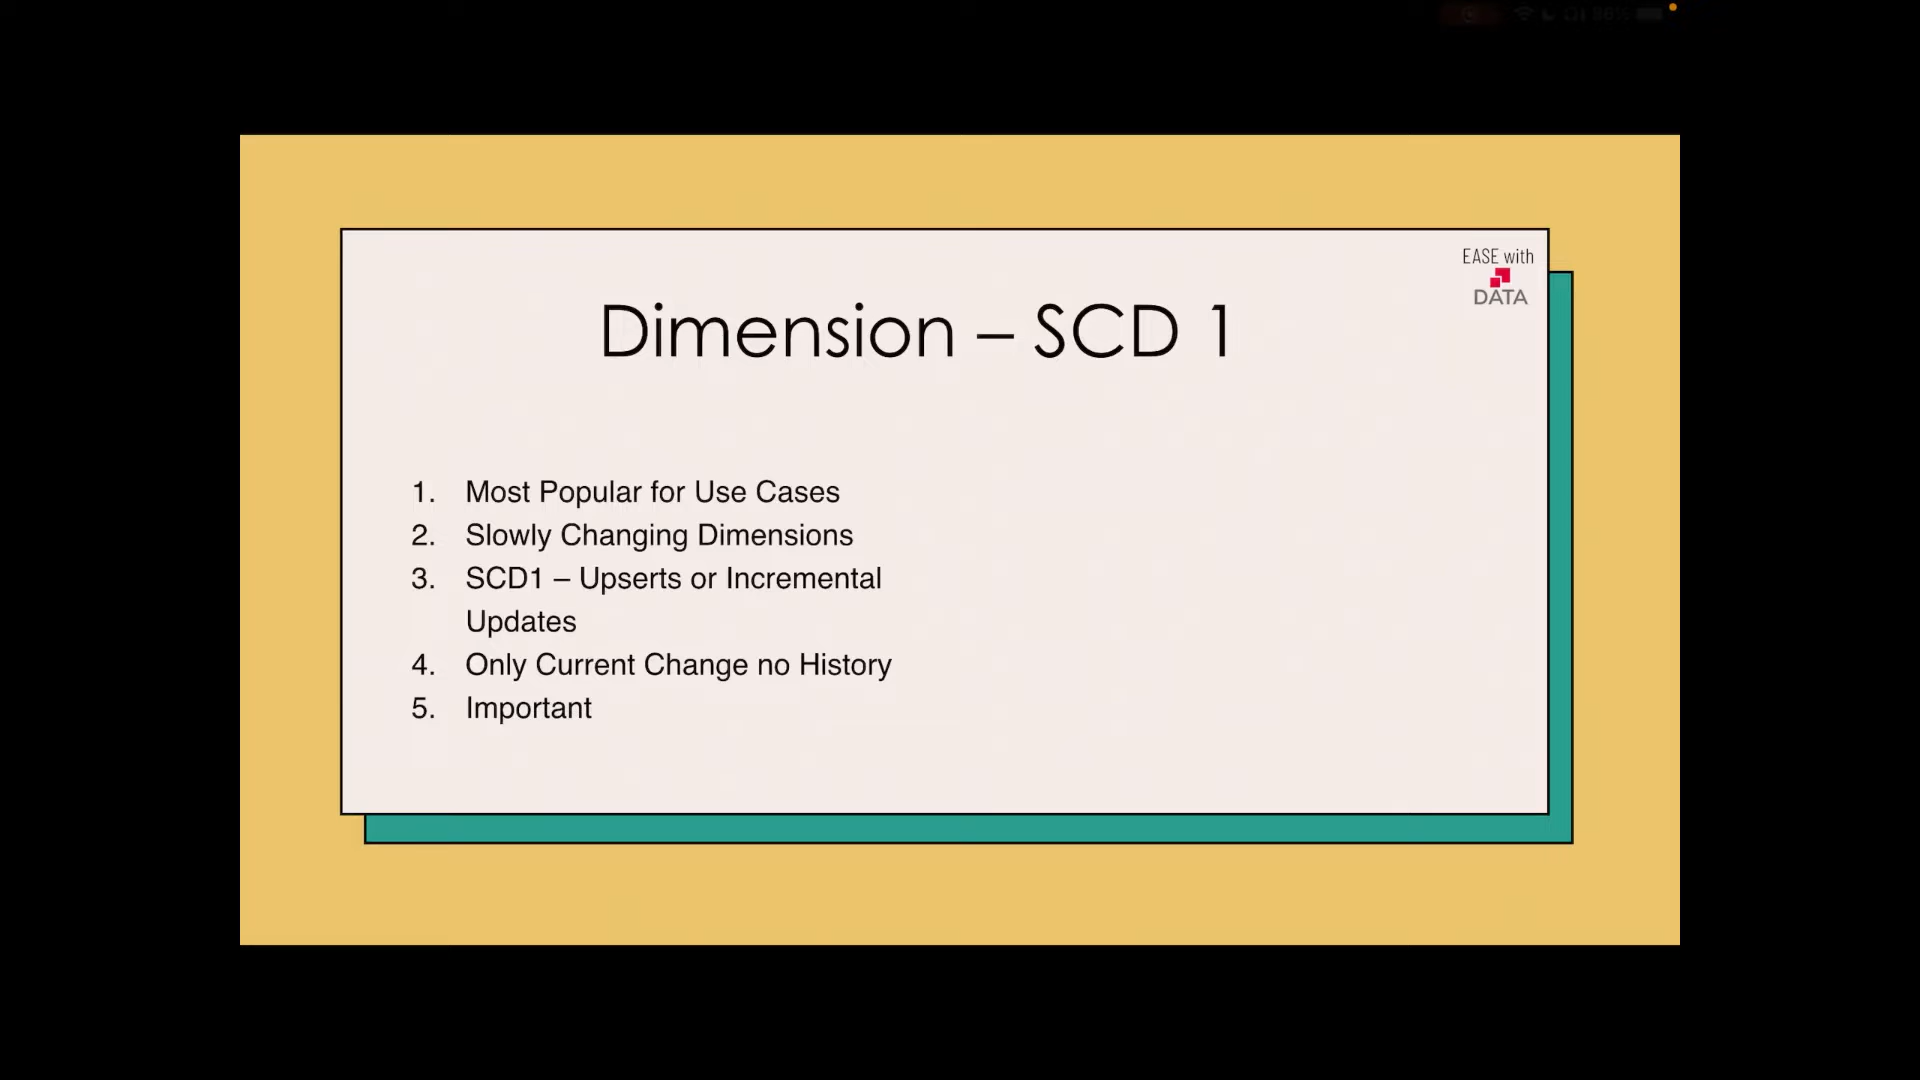 EASE with
DATA
Dimension – SCD 1
1. Most Popular for Use Cases
2. Slowly Changing Dimensions
3. SCD1 – Upserts or Incremental
Updates
4. Only Current Change no History
5. Important